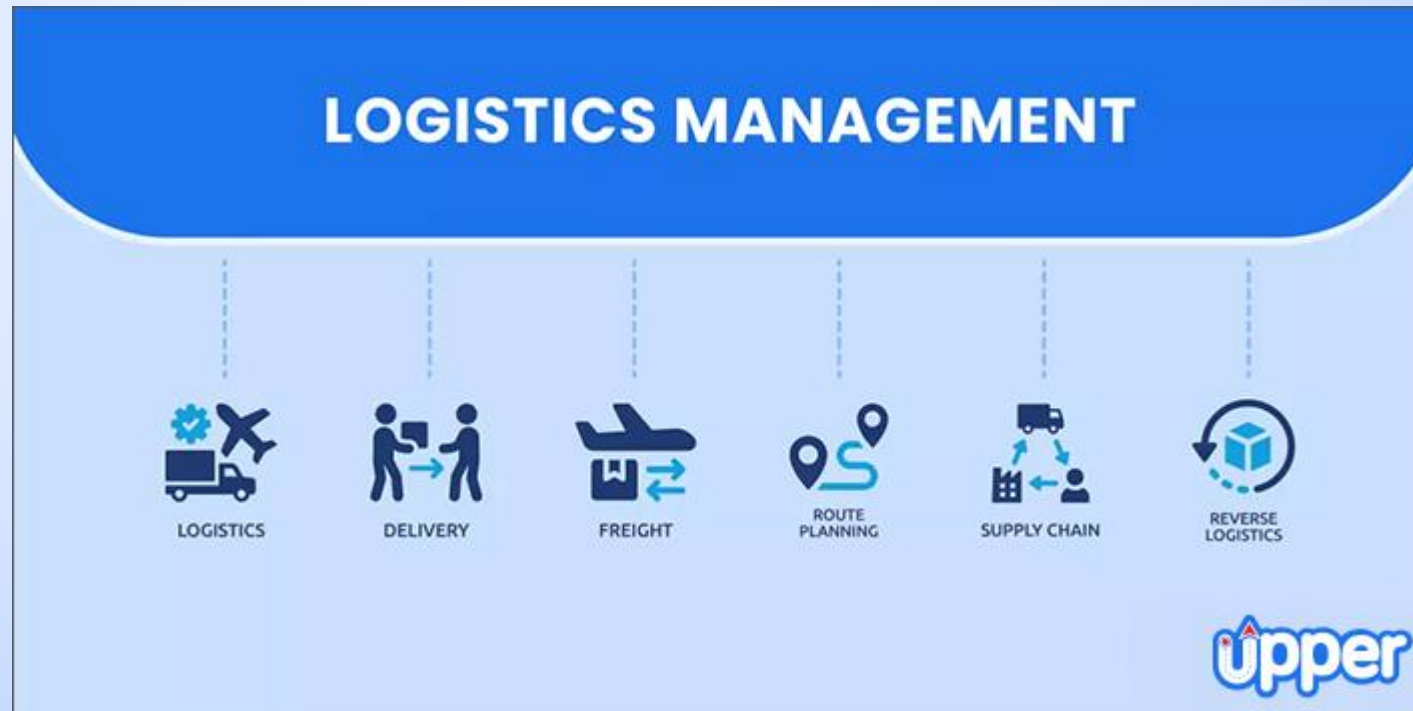 LOGISTICS MANAGEMENT
LOGISTICS
DELIVERY
FREIGHT
ROUTE
PLANNING
SUPPLY CHAIN
REVERSE
LOGISTICS
upper